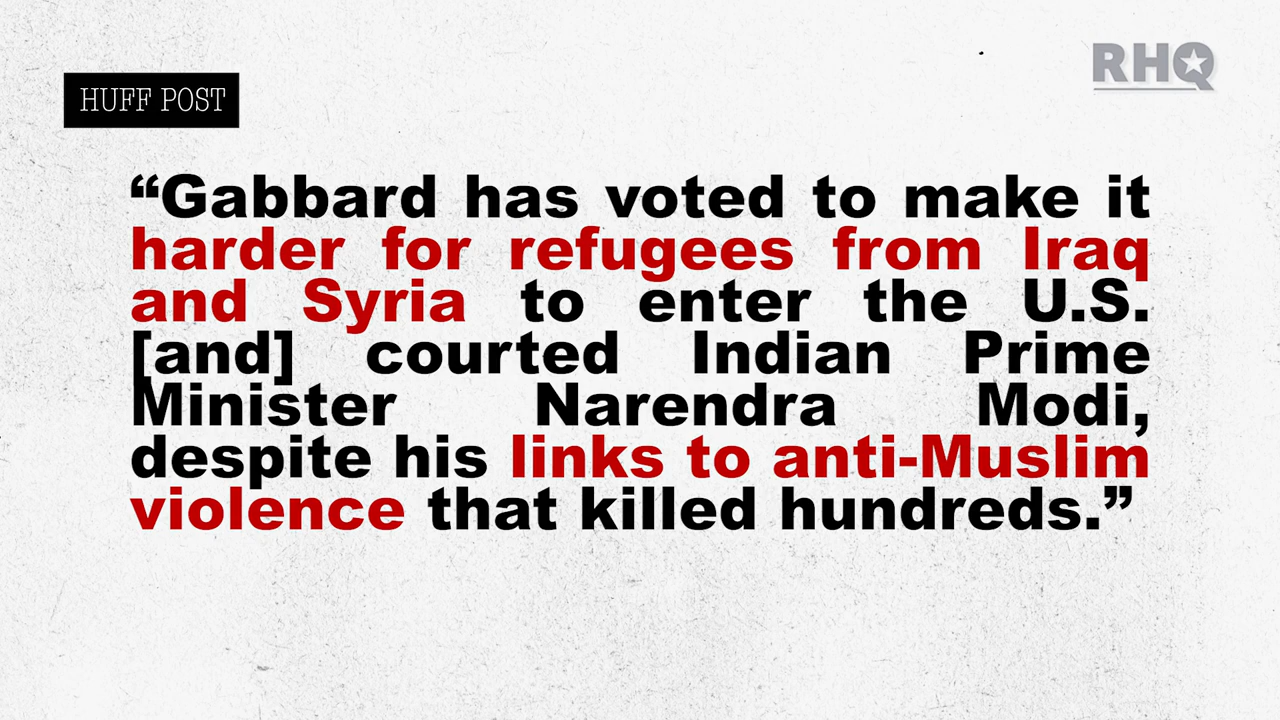 HUFF POST
RHQ
“Gabbard has voted to make it
harder for refugees from Iraq
and Syria to enter the U.S.
[and] courted Indian Prime
Minister Narendra Modi,
despite his links to anti-Muslim
violence that killed hundreds.”